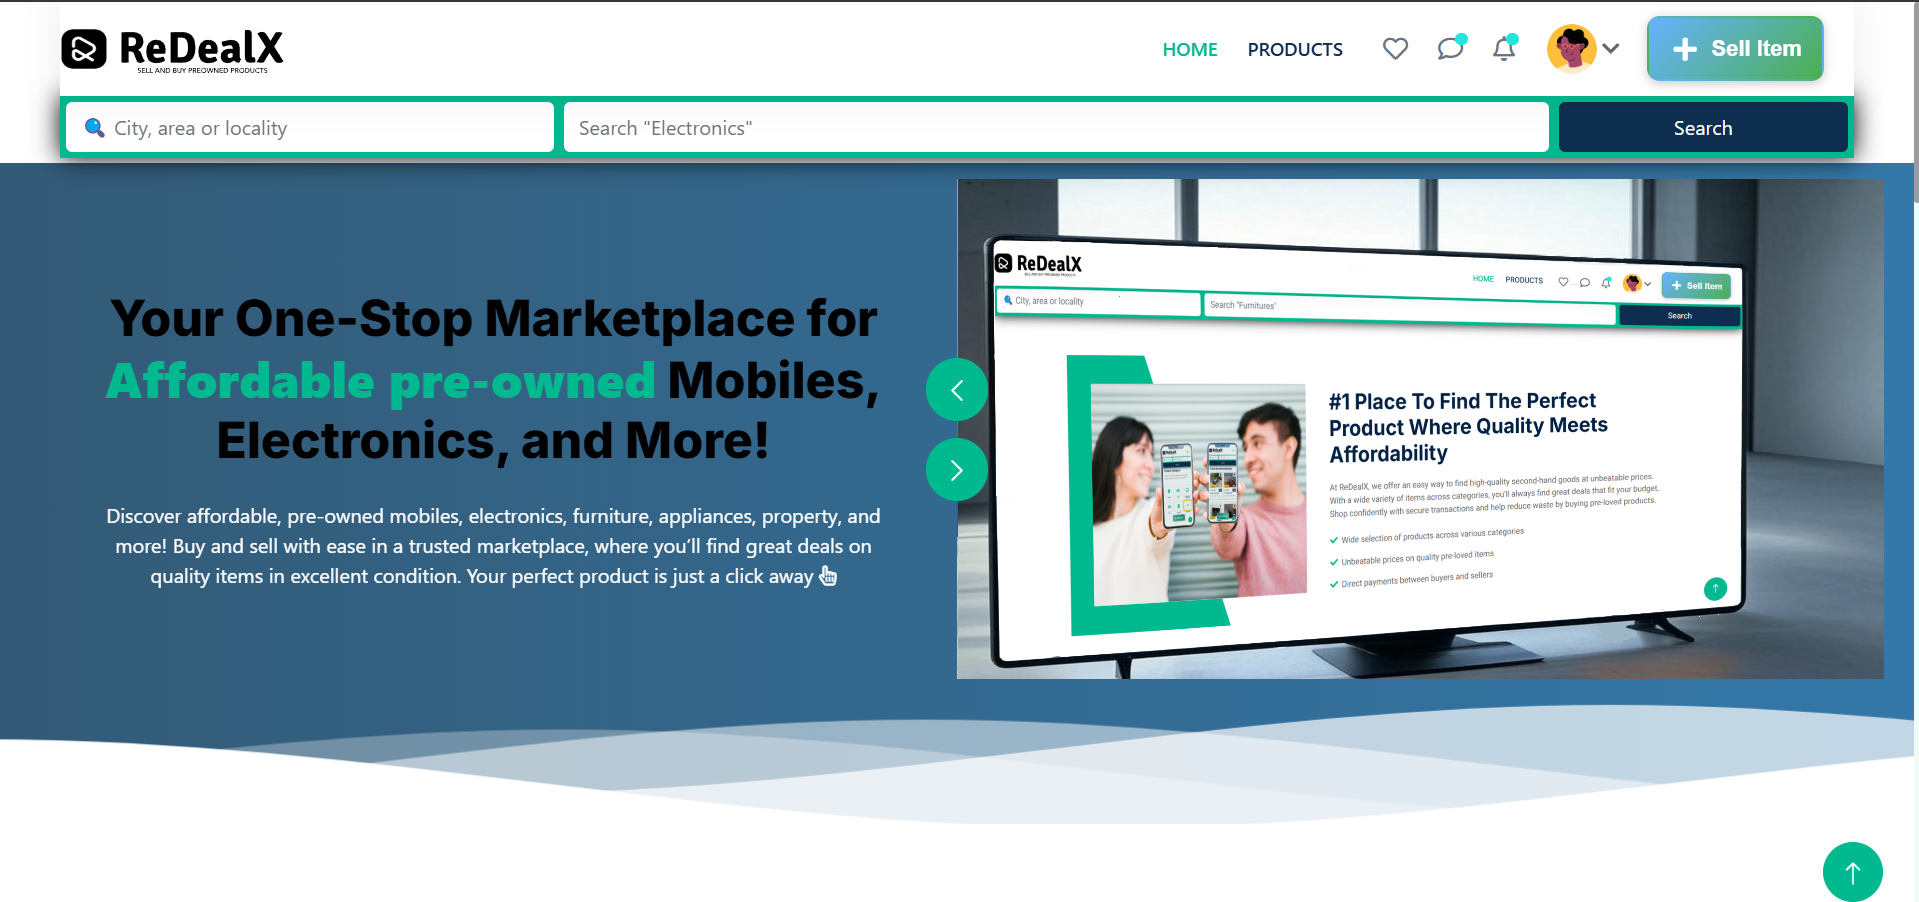 ReDealX
SELL AND BUY PREOWNED PRODUCTS
HOME
PRODUCTS
Sell Item
City, area or locality
Search "Electronics"
Search
Your One-Stop Marketplace for
Affordable pre-owned Mobiles,
Electronics, and More!
Discover affordable, pre-owned mobiles, electronics, furniture, appliances, property, and
more! Buy and sell with ease in a trusted marketplace, where you’ll find great deals on
quality items in excellent condition. Your perfect product is just a click away
ReDealX
SELL AND BUY PREOWNED PRODUCTS
HOME
PRODUCTS
Sell Item
City, area or locality
Search "Furnitures"
Search
#1 Place To Find The Perfect
Product Where Quality Meets
Affordability
At ReDealX, we offer an easy way to find high-quality second-hand goods at unbeatable prices.
With a wide variety of items across categories, you'll always find great deals that fit your budget.
Shop confidently with secure transactions and help reduce waste by buying pre-loved products.
Wide selection of products across various categories
Unbeatable prices on quality pre-loved items
Direct payments between buyers and sellers
ReDealX
ReDealX